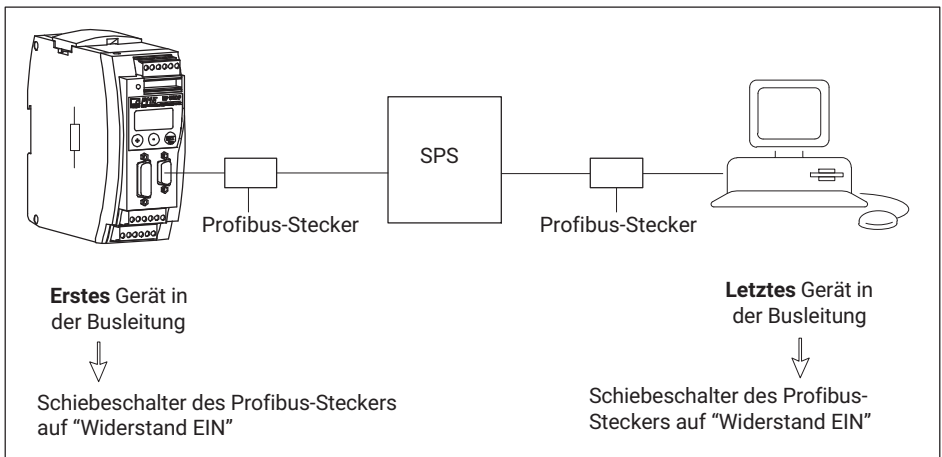 SPS
Profibus-Stecker
Profibus-Stecker
Erstes Gerät in
der Busleitung
Letztes Gerät in
der Busleitung
Schiebeschalter des Profibus-Steckers
auf “Widerstand EIN”
Schiebeschalter des Profibus-
Steckers auf “Widerstand EIN”